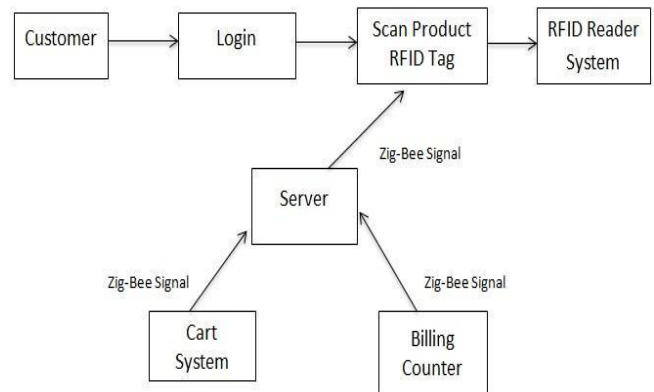 Customer
Login
Scan Product
RFID Tag
RFID Reader
System
Zig-Bee Signal
Server
Zig-Bee Signal
Zig-Bee Signal
Cart
System
Billing
Counter